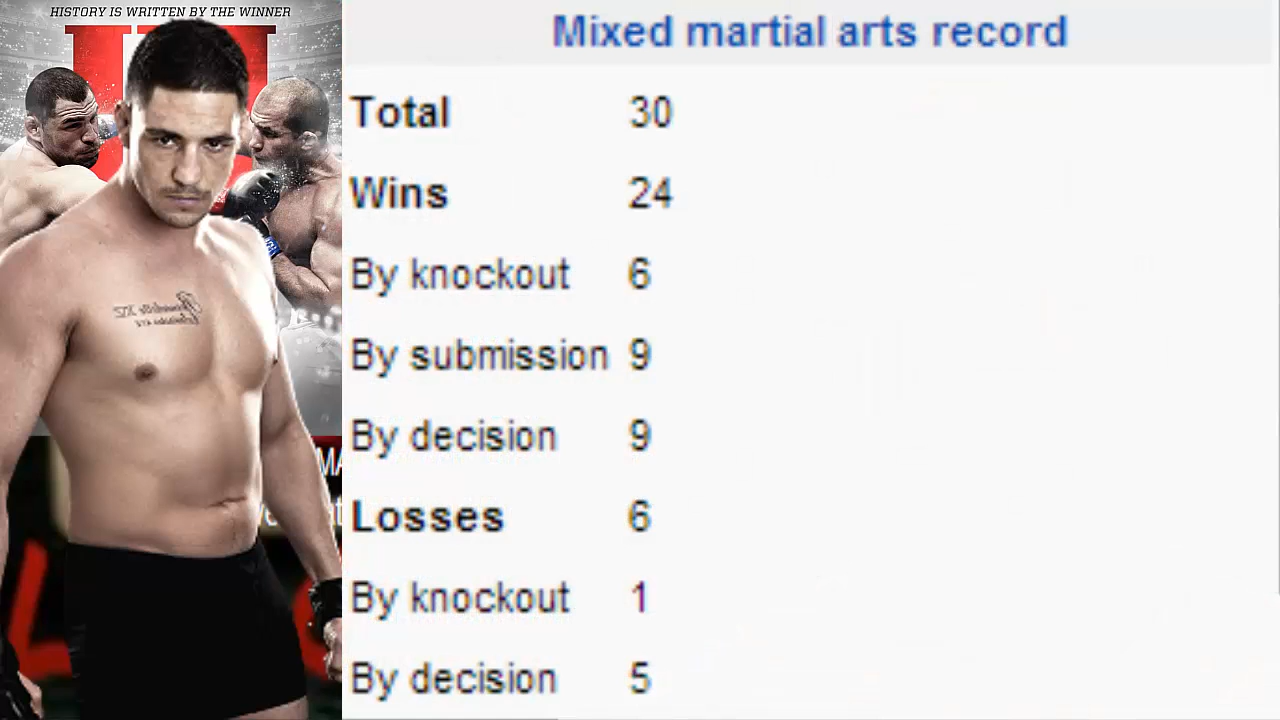 HISTORY IS WRITTEN BY THE WINNER
Mixed martial arts record
Total 30
Wins 24
By knockout 6
By submission 9
By decision 9
Losses 6
By knockout 1
By decision 5